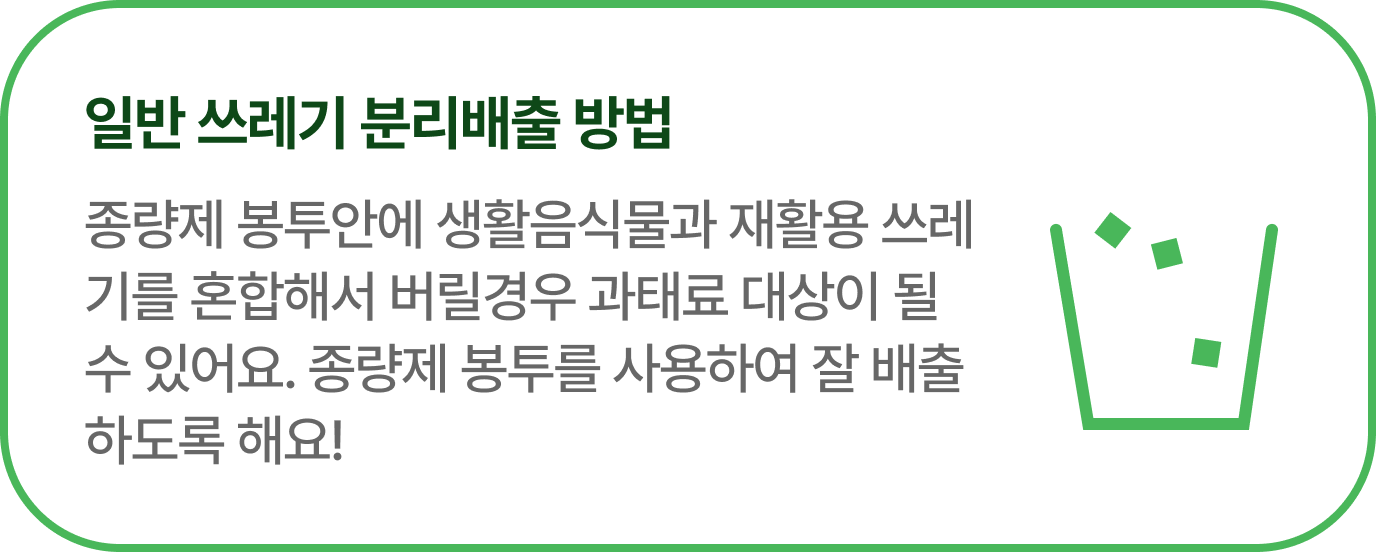 일반 쓰레기 분리배출 방법
종량제 봉투안에 생활음식물과 재활용 쓰레
기를 혼합해서 버릴경우 과태료 대상이 될
수 있어요. 종량제 봉투를 사용하여 잘 배출
하도록 해요!